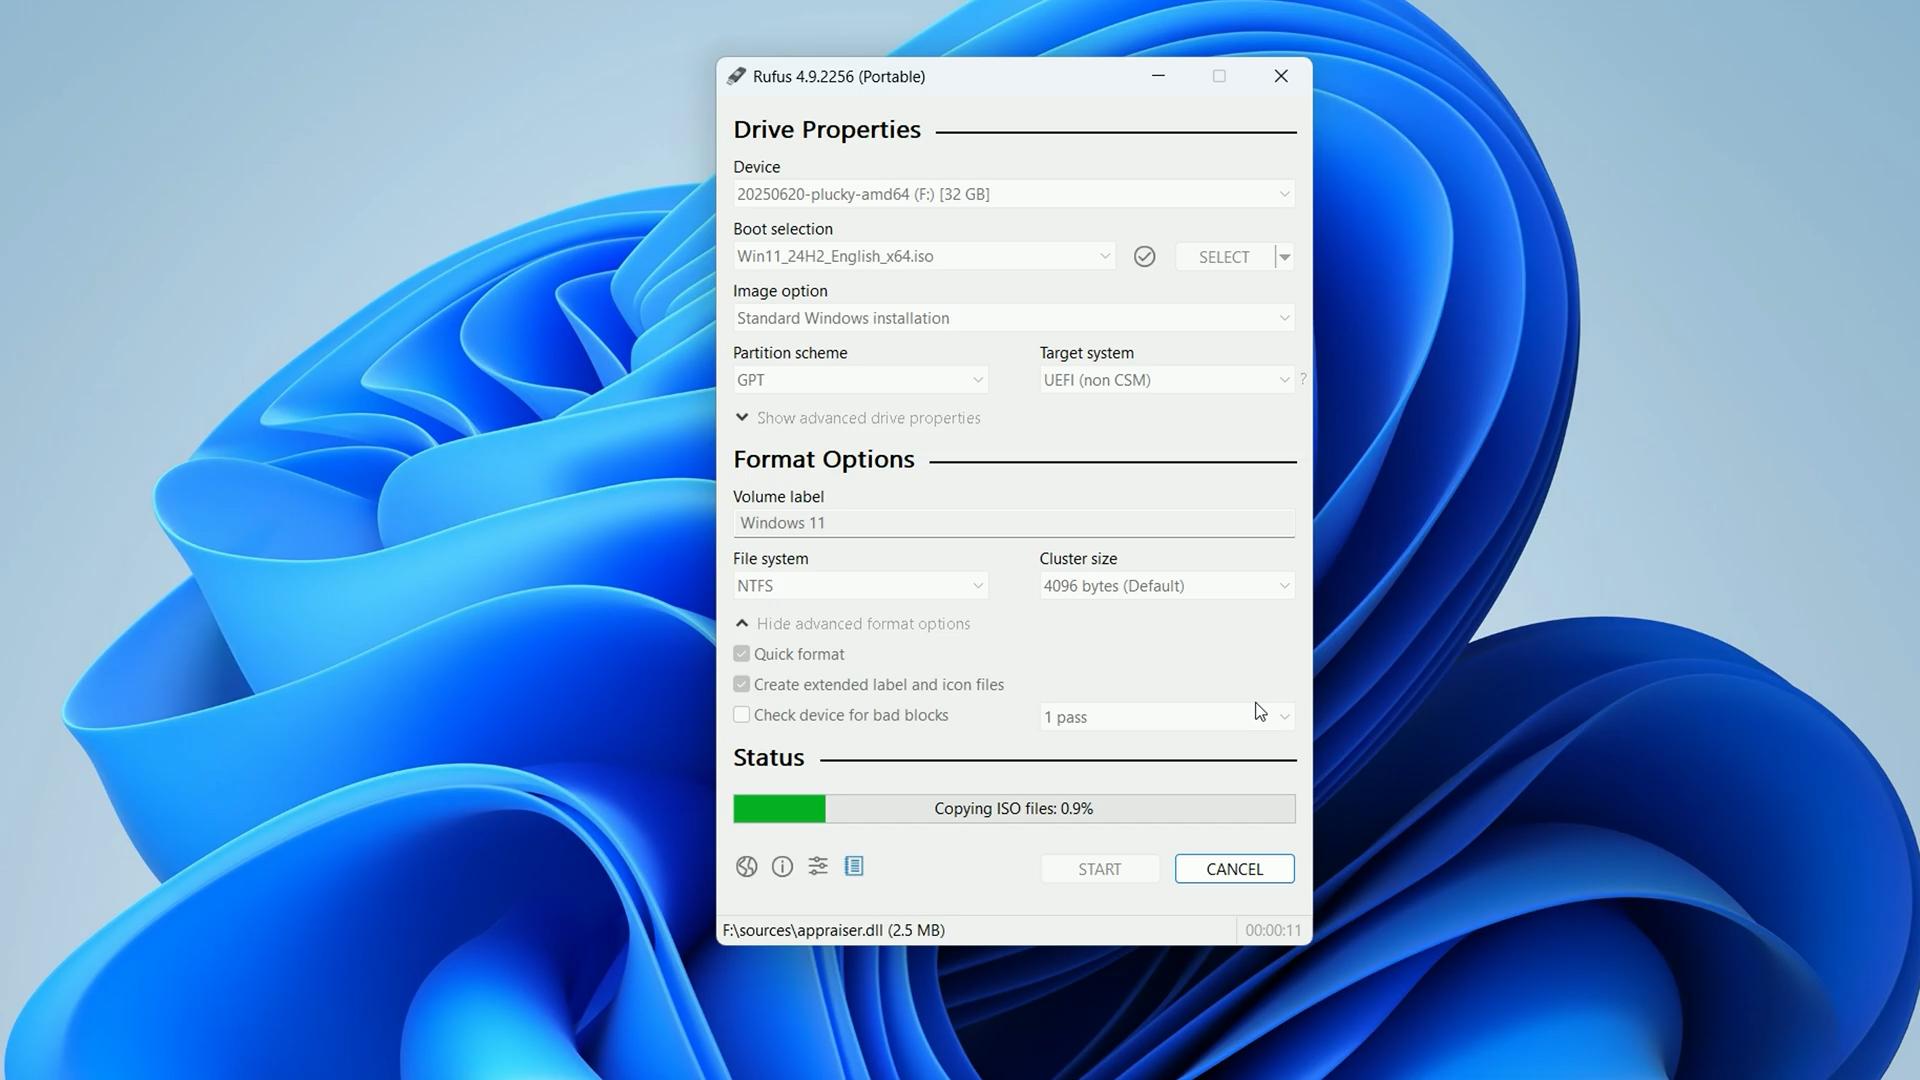 Rufus 4.9.2256 (Portable)
Drive Properties
Device
20250620-plucky-amd64 (F:) [32 GB]
Boot selection
Win11_24H2_English_x64.iso
SELECT
Image option
Standard Windows installation
Partition scheme
Target system
GPT
UEFI (non CSM)
?
Show advanced drive properties
Format Options
Volume label
Windows 11
File system
Cluster size
NTFS
4096 bytes (Default)
Hide advanced format options
Quick format
Create extended label and icon files
Check device for bad blocks
1 pass
Status
Copying ISO files: 0.9%
START
CANCEL
F:\sources\appraiser.dll (2.5 MB)
00:00:11